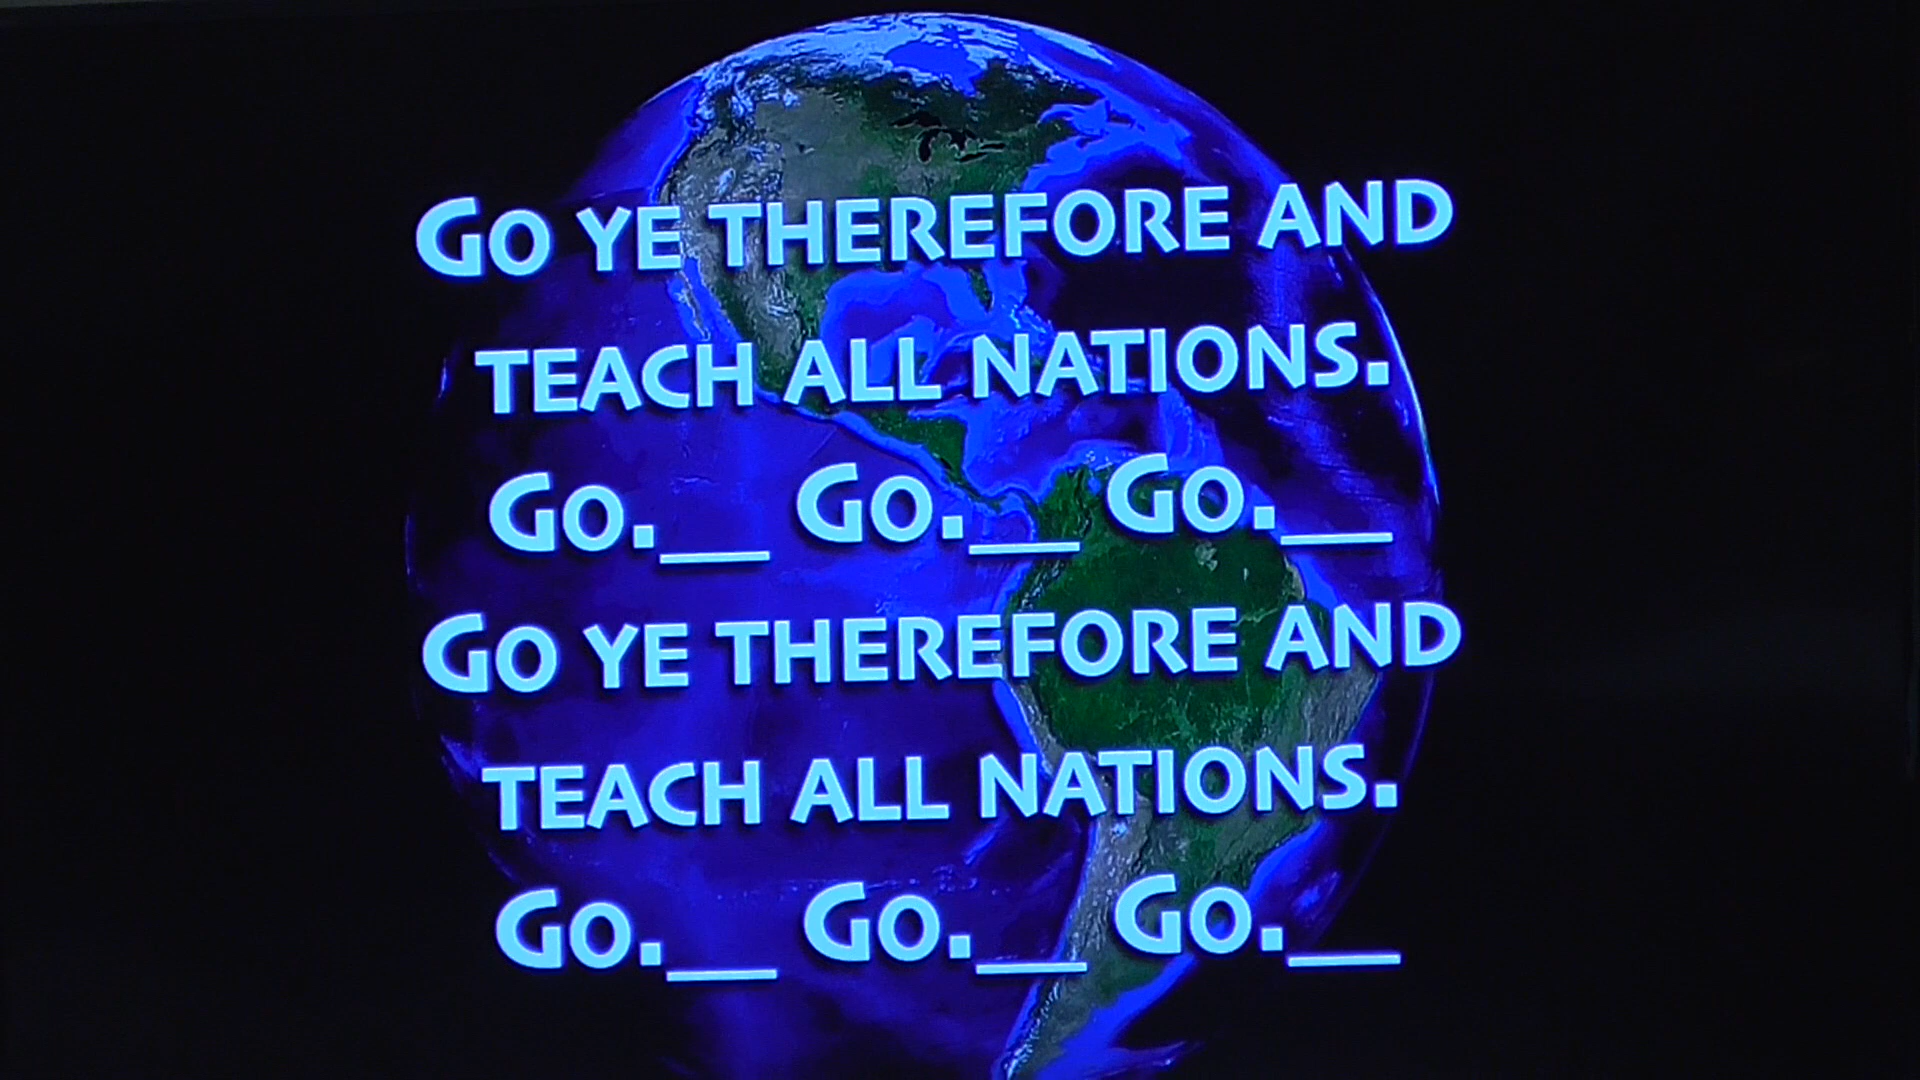 Go ye therefore and
teach all nations.
Go.__ Go.__ Go.__
Go ye therefore and
teach all nations.
Go.__ Go.__ Go.__